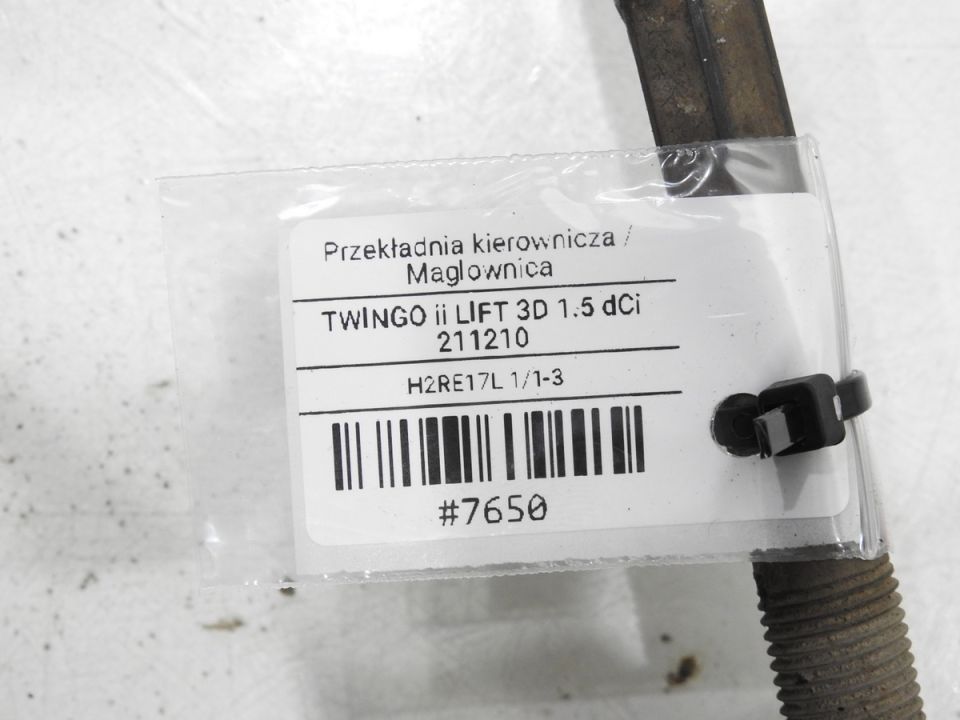 Przekładnia kierownicza /
Maglownica
TWINGO ii LIFT 3D 1.5 dCi
211210
H2RE17L 1/1-3
#7650